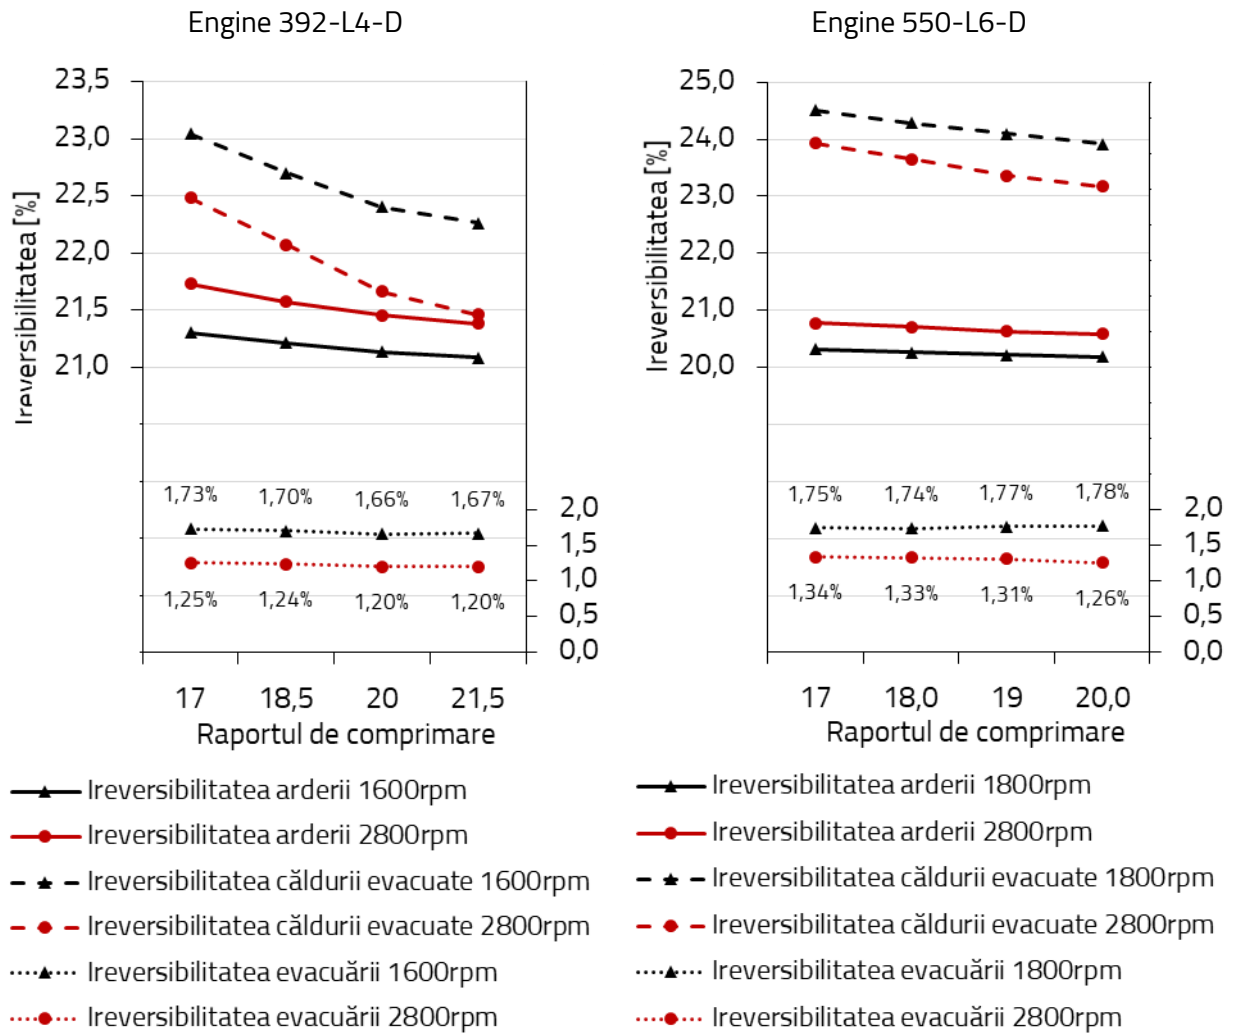 Engine 392-L4-D
Ireversibilitatea [%]
23,5
23,0
22,5
22,0
21,5
21,0
1,73% 1,70% 1,66% 1,67%
1,25% 1,24% 1,20% 1,20%
2,0
1,5
1,0
0,5
0,0
17 18,5 20 21,5
Raportul de comprimare
Ireversibilitatea arderii 1600rpm
Ireversibilitatea arderii 2800rpm
Ireversibilitatea căldurii evacuate 1600rpm
Ireversibilitatea căldurii evacuate 2800rpm
Ireversibilitatea evacuării 1600rpm
Ireversibilitatea evacuării 2800rpm
Engine 550-L6-D
Ireversibilitatea [%]
25,0
24,0
23,0
22,0
21,0
20,0
1,75% 1,74% 1,77% 1,78%
1,34% 1,33% 1,31% 1,26%
2,0
1,5
1,0
0,5
0,0
17 18,0 19 20,0
Raportul de comprimare
Ireversibilitatea arderii 1800rpm
Ireversibilitatea arderii 2800rpm
Ireversibilitatea căldurii evacuate 1800rpm
Ireversibilitatea căldurii evacuate 2800rpm
Ireversibilitatea evacuării 1800rpm
Ireversibilitatea evacuării 2800rpm